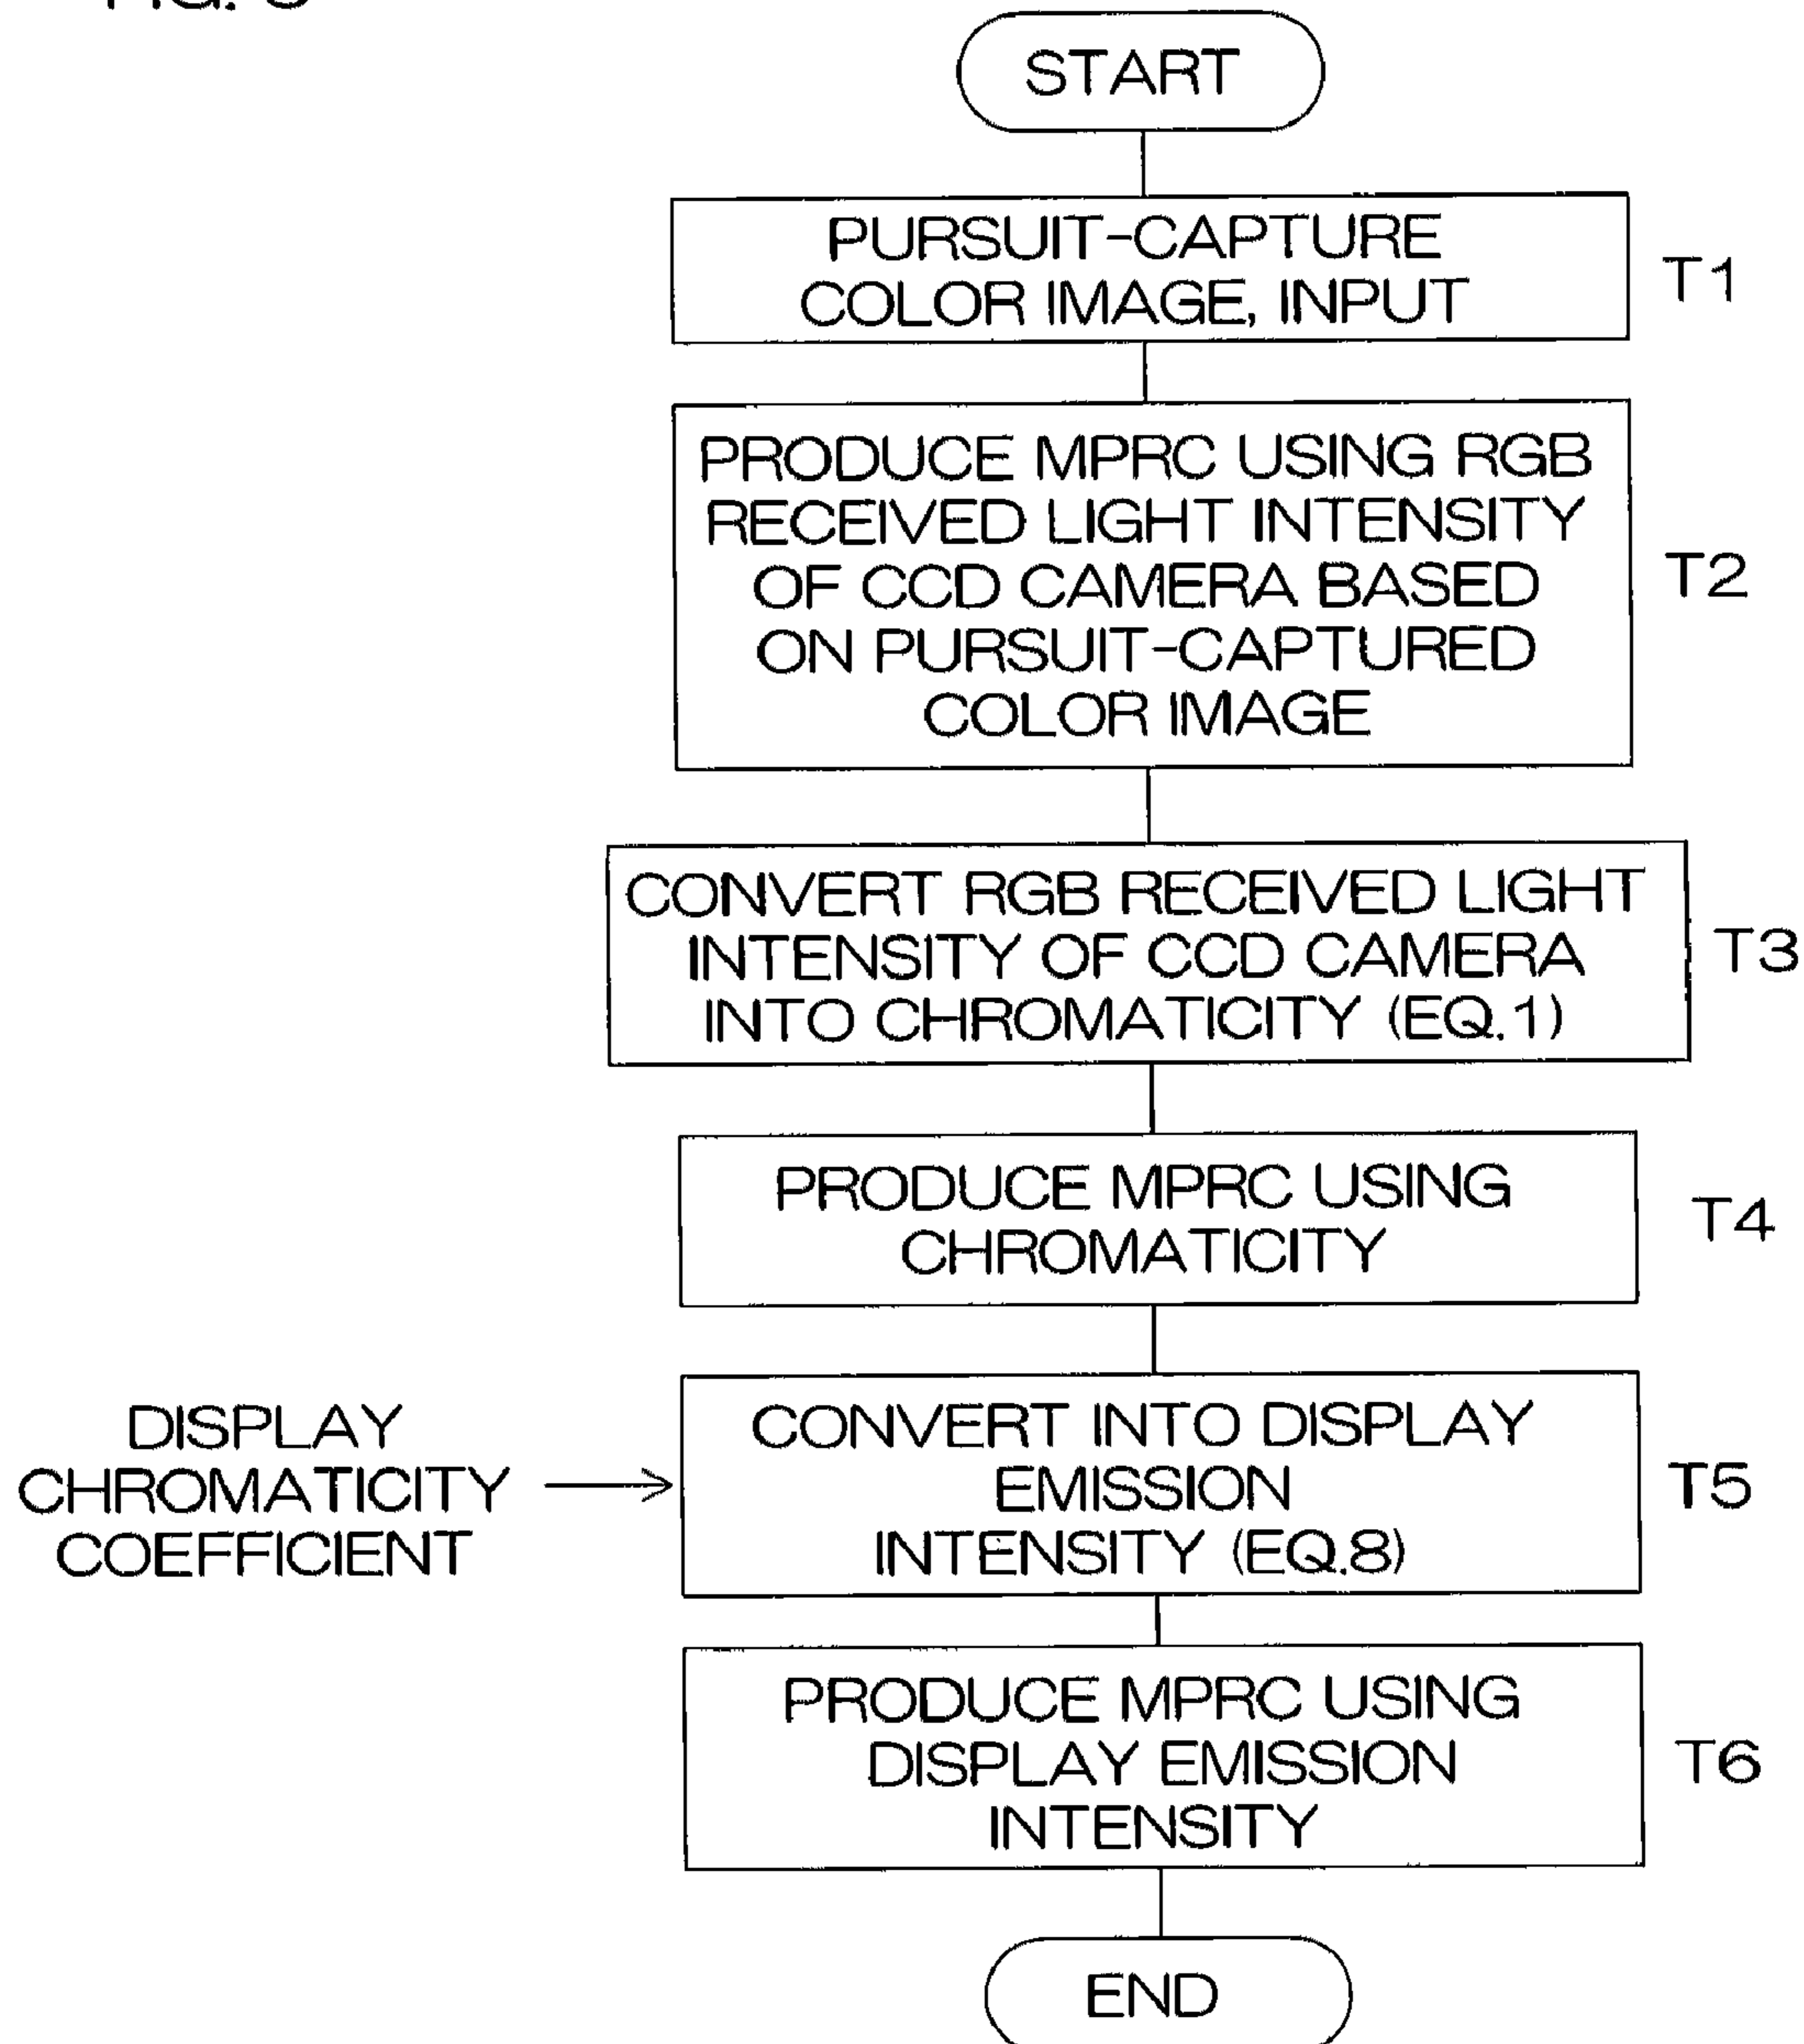 START
PURSUIT-CAPTURE
COLOR IMAGE, INPUT
T1
PRODUCE MPRC USING RGB
RECEIVED LIGHT INTENSITY
OF CCD CAMERA BASED
ON PURSUIT-CAPTURED
COLOR IMAGE
T2
CONVERT RGB RECEIVED LIGHT
INTENSITY OF CCD CAMERA
INTO CHROMATICITY (EQ.1)
T3
PRODUCE MPRC USING
CHROMATICITY
T4
DISPLAY
CHROMATICITY
COEFFICIENT
CONVERT INTO DISPLAY
EMISSION
INTENSITY (EQ.8)
T5
PRODUCE MPRC USING
DISPLAY EMISSION
INTENSITY
T6
END